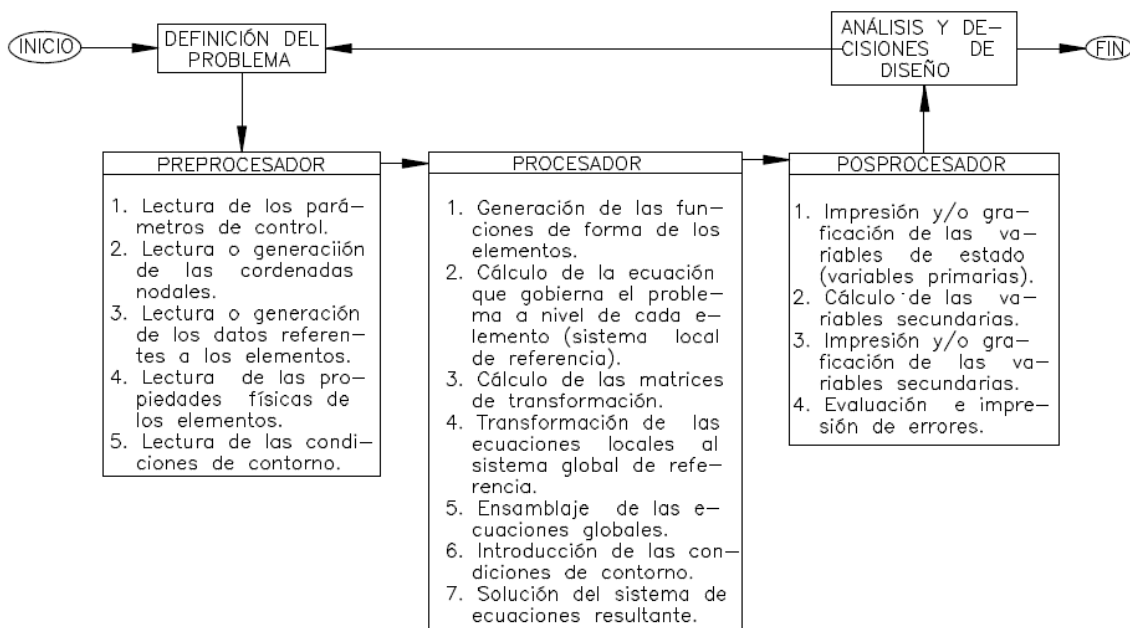 INICIO
DEFINICIÓN DEL
PROBLEMA
ANÁLISIS Y DE–
CISIONES DE
DISEÑO
FIN
PREPROCESADOR
1. Lectura de los pará–
metros de control.
2. Lectura o generaciión
de las cordenadas
nodales.
3. Lectura o generación
de los datos referen–
tes a los elementos.
4. Lectura de las pro–
piedades físicas de
los elementos.
5. Lectura de las condi–
ciones de contorno.
PROCESADOR
1. Generación de las fun–
ciones de forma de los
elementos.
2. Cálculo de la ecuación
que gobierna el proble–
ma a nivel de cada e–
lemento (sistema local
de referencia).
3. Cálculo de las matrices
de transformación.
4. Transformación de las
ecuaciones locales al
sistema global de refe–
rencia.
5. Ensamblaje de las e–
cuaciones globales.
6. Introducción de las con–
diciones de contorno.
7. Solución del sistema de
ecuaciones resultante.
POSPROCESADOR
1. Impresión y/o gra–
ficación de las va–
riables de estado
(variables primarias).
2. Cálculo de las va–
riables secundarias.
3. Impresión y/o gra–
ficación de las va–
riables secundarias.
4. Evaluación e impre–
sión de errores.